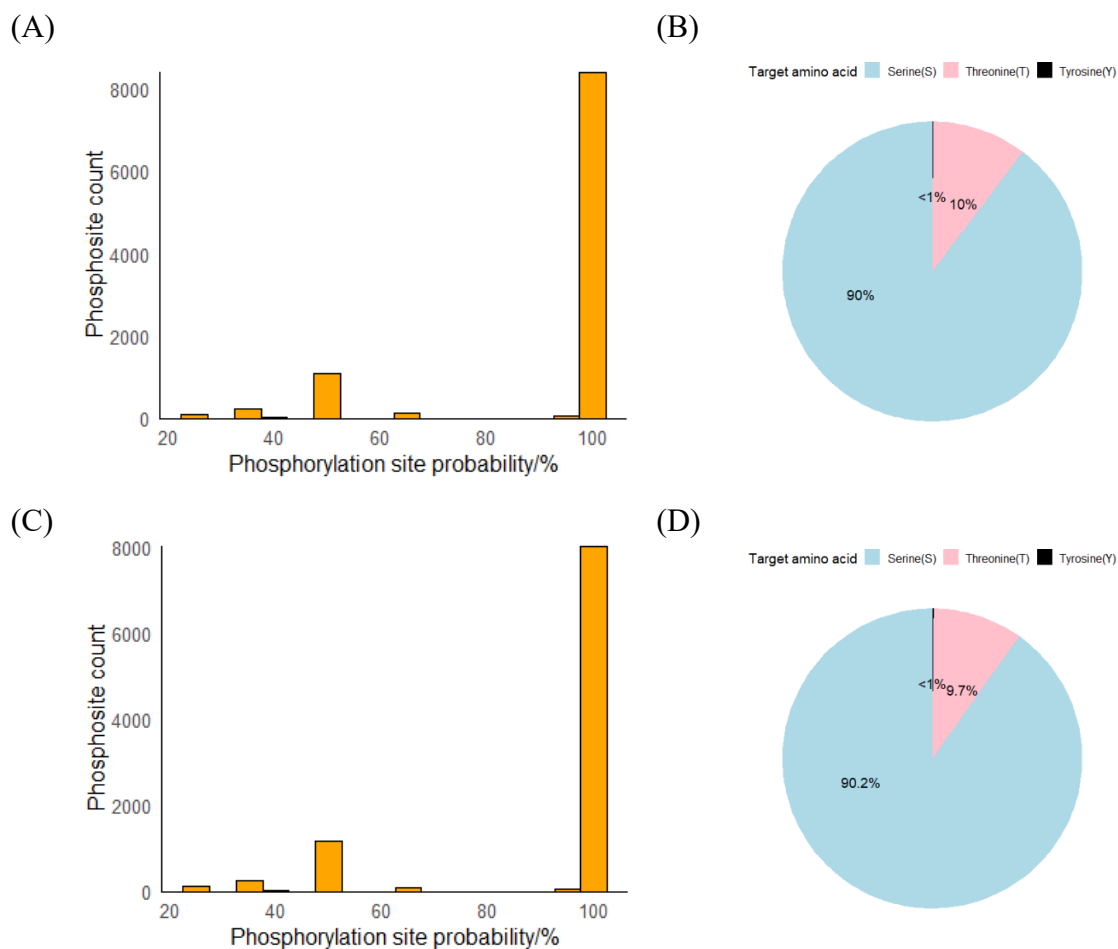 (A)
Phosphosite count
8000
6000
4000
2000
0
20 40 60 80 100
Phosphorylation site probability/%
(B)
Target amino acid Serine(S) Threonine(T) Tyrosine(Y)
<1% 10%
90%
(C)
Phosphosite count
8000
6000
4000
2000
0
20 40 60 80 100
Phosphorylation site probability/%
(D)
Target amino acid Serine(S) Threonine(T) Tyrosine(Y)
<1% 9.7%
90.2%